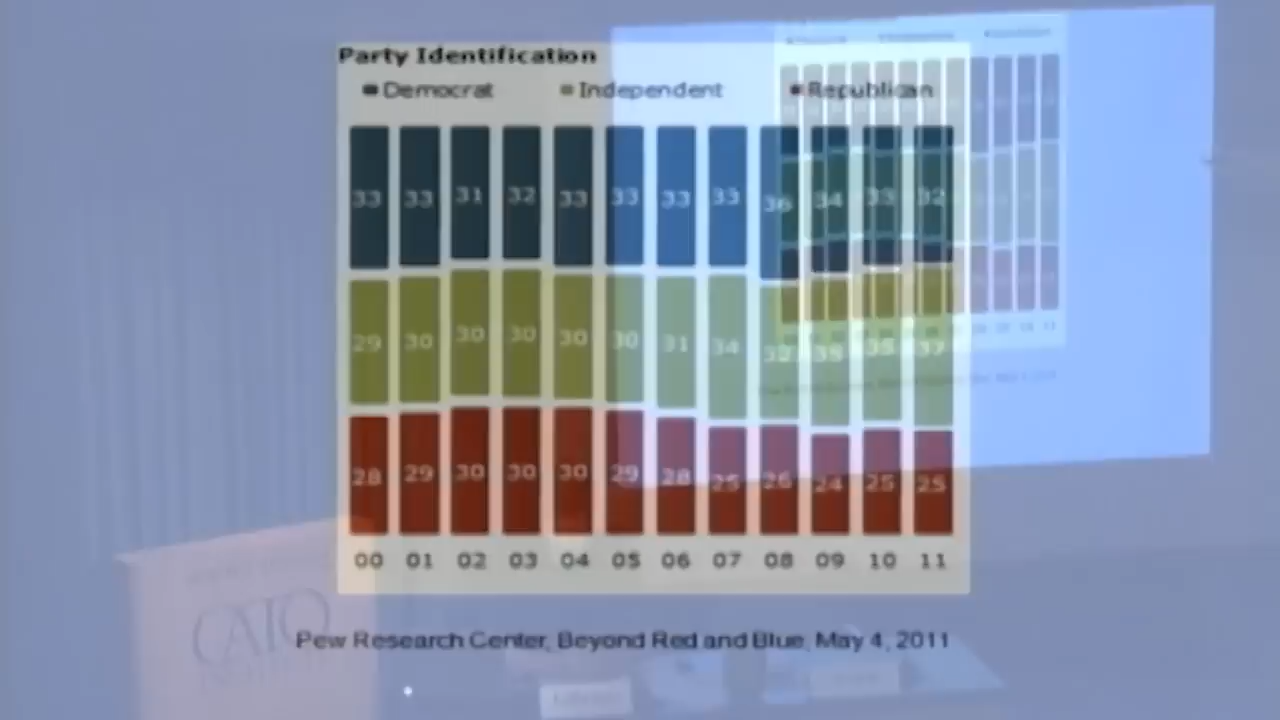 Party Identification
Democrat Independent Republican
33 33 31 32 33 33 33 33 36 34 33 32
29 30 30 30 30 30 31 34 32 35 35 37
28 29 30 30 30 29 28 25 26 24 25 25
00 01 02 03 04 05 06 07 08 09 10 11
CATO
Pew Research Center, Beyond Red and Blue, May 4, 2011